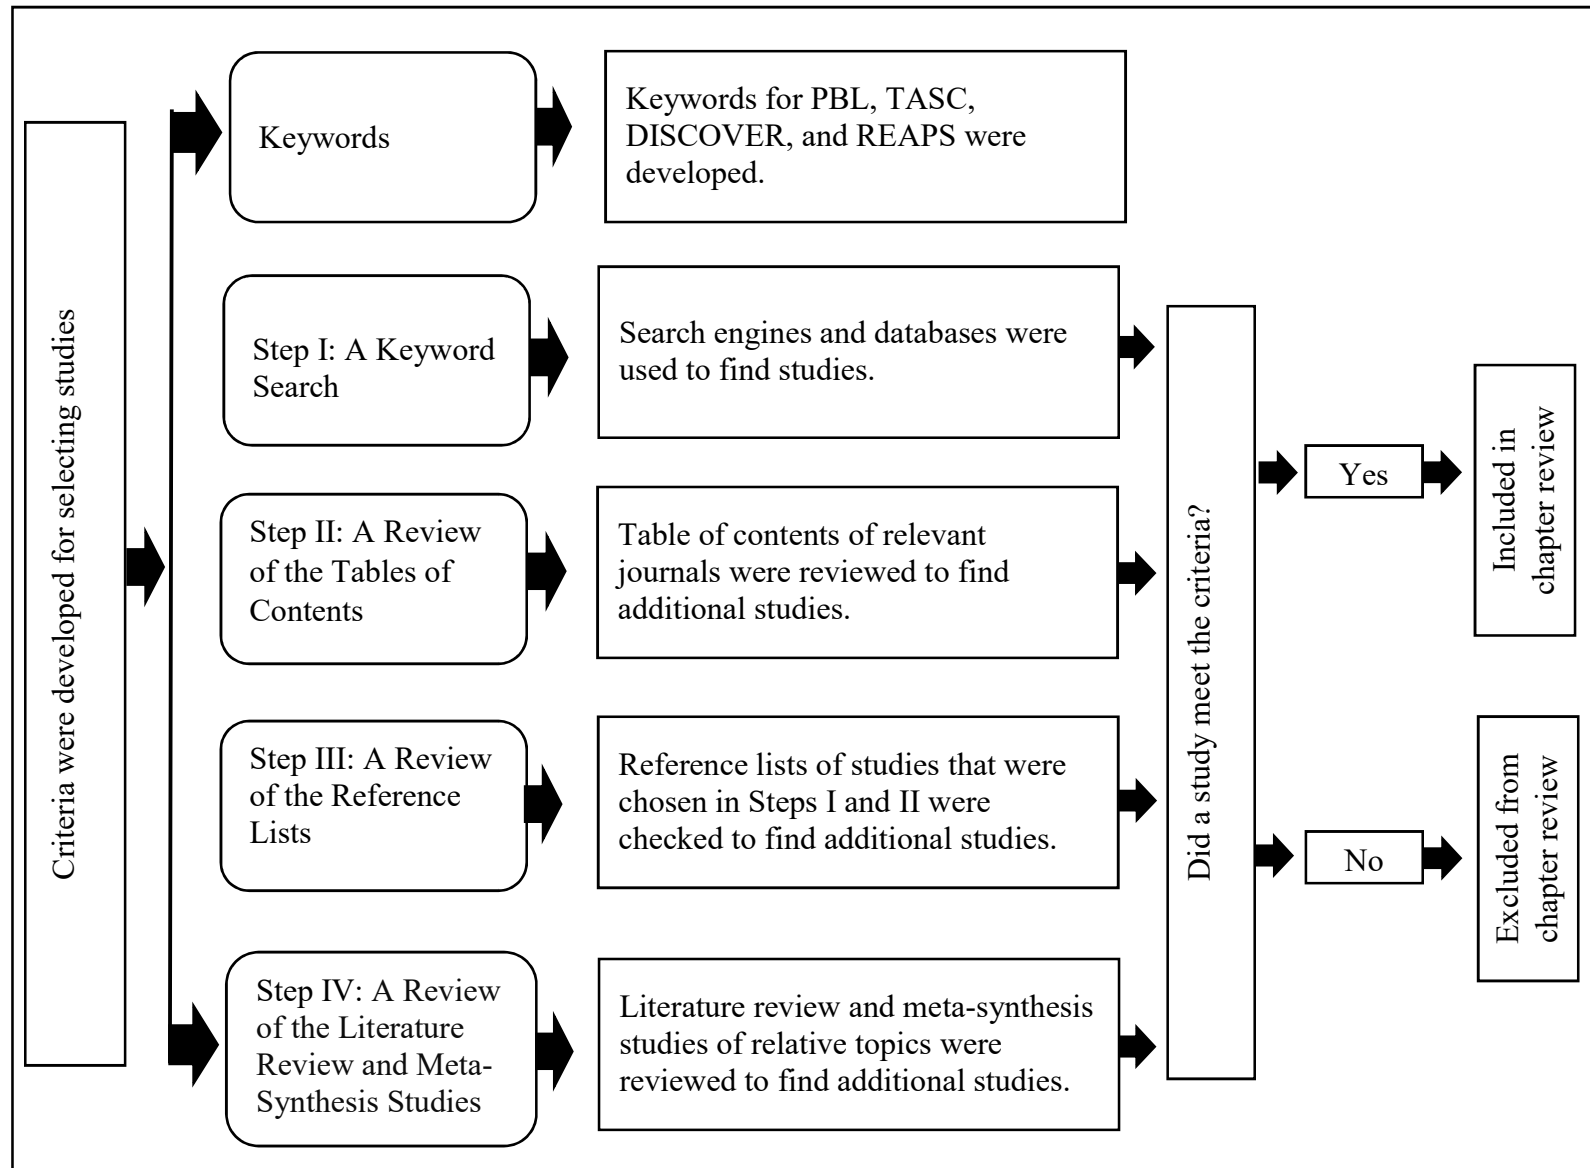 Criteria were developed for selecting studies
Keywords
Keywords for PBL, TASC,
DISCOVER, and REAPS were
developed.
Step I: A Keyword
Search
Search engines and databases were
used to find studies.
Step II: A Review
of the Tables of
Contents
Table of contents of relevant
journals were reviewed to find
additional studies.
Step III: A Review
of the Reference
Lists
Reference lists of studies that were
chosen in Steps I and II were
checked to find additional studies.
Step IV: A Review
of the Literature
Review and Meta-
Synthesis Studies
Literature review and meta-synthesis
studies of relative topics were
reviewed to find additional studies.
Did a study meet the criteria?
Yes
Included in
chapter review
No
Excluded from
chapter review